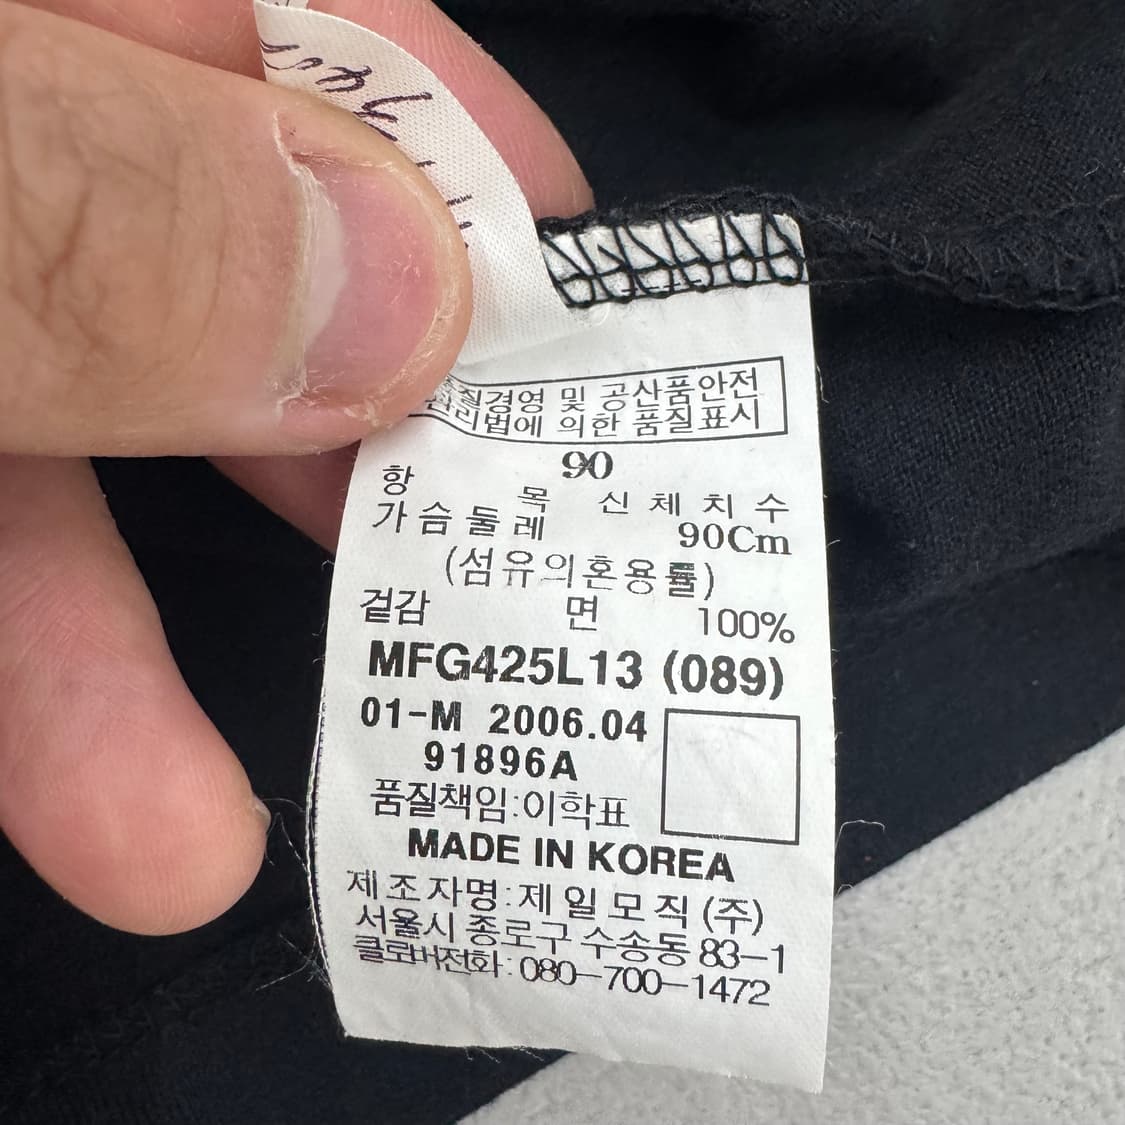 품질경영 및 공산품안전
관리법에 의한 품질표시
90
항 목 신체치수
가슴둘레 90Cm
(섬유의혼용률)
겉감 면 100%
MFG425L13 (089)
01-M 2006.04
91896A
품질책임:이학표
MADE IN KOREA
제조자명:제일모직(주)
서울시 종로구 수송동 83-1
클로버전화:080-700-1472